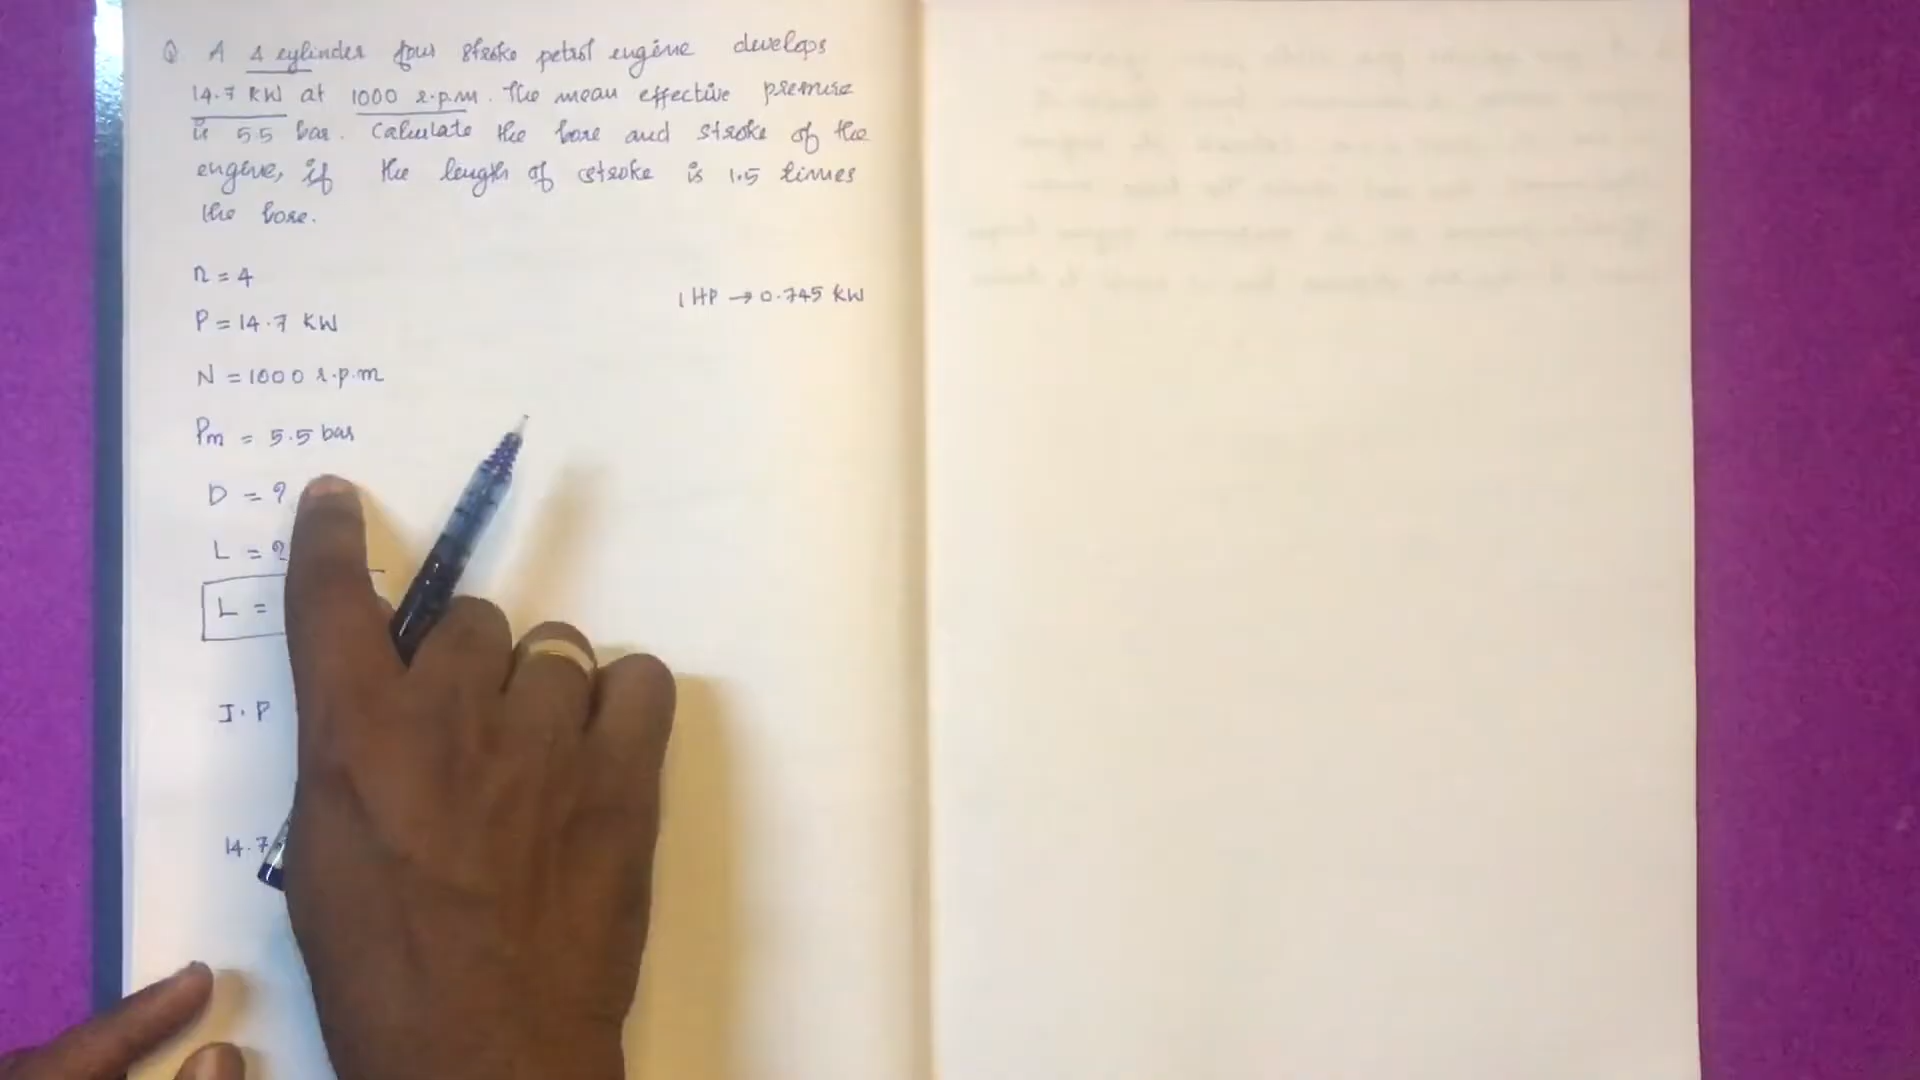 Q A 4 cylinder four stroke petrol engine develops
14.7 KW at 1000 r.p.m. The mean effective pressure
is 5.5 bar. Calculate the bore and stroke of the
engine, if the length of stroke is 1.5 times
the bore.
n = 4
1 HP → 0.745 KW
P = 14.7 KW
N = 1000 r.p.m
Pm = 5.5 bar
D = ?
L = ?
L =
I.P
14.7